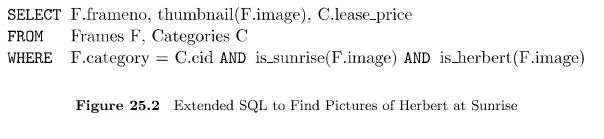 SELECT F.frameno, thumbnail(F.image), C.lease_price
FROM Frames F, Categories C
WHERE F.category = C.cid AND is_sunrise(F.image) AND is_herbert(F.image)
Figure 25.2 Extended SQL to Find Pictures of Herbert at Sunrise